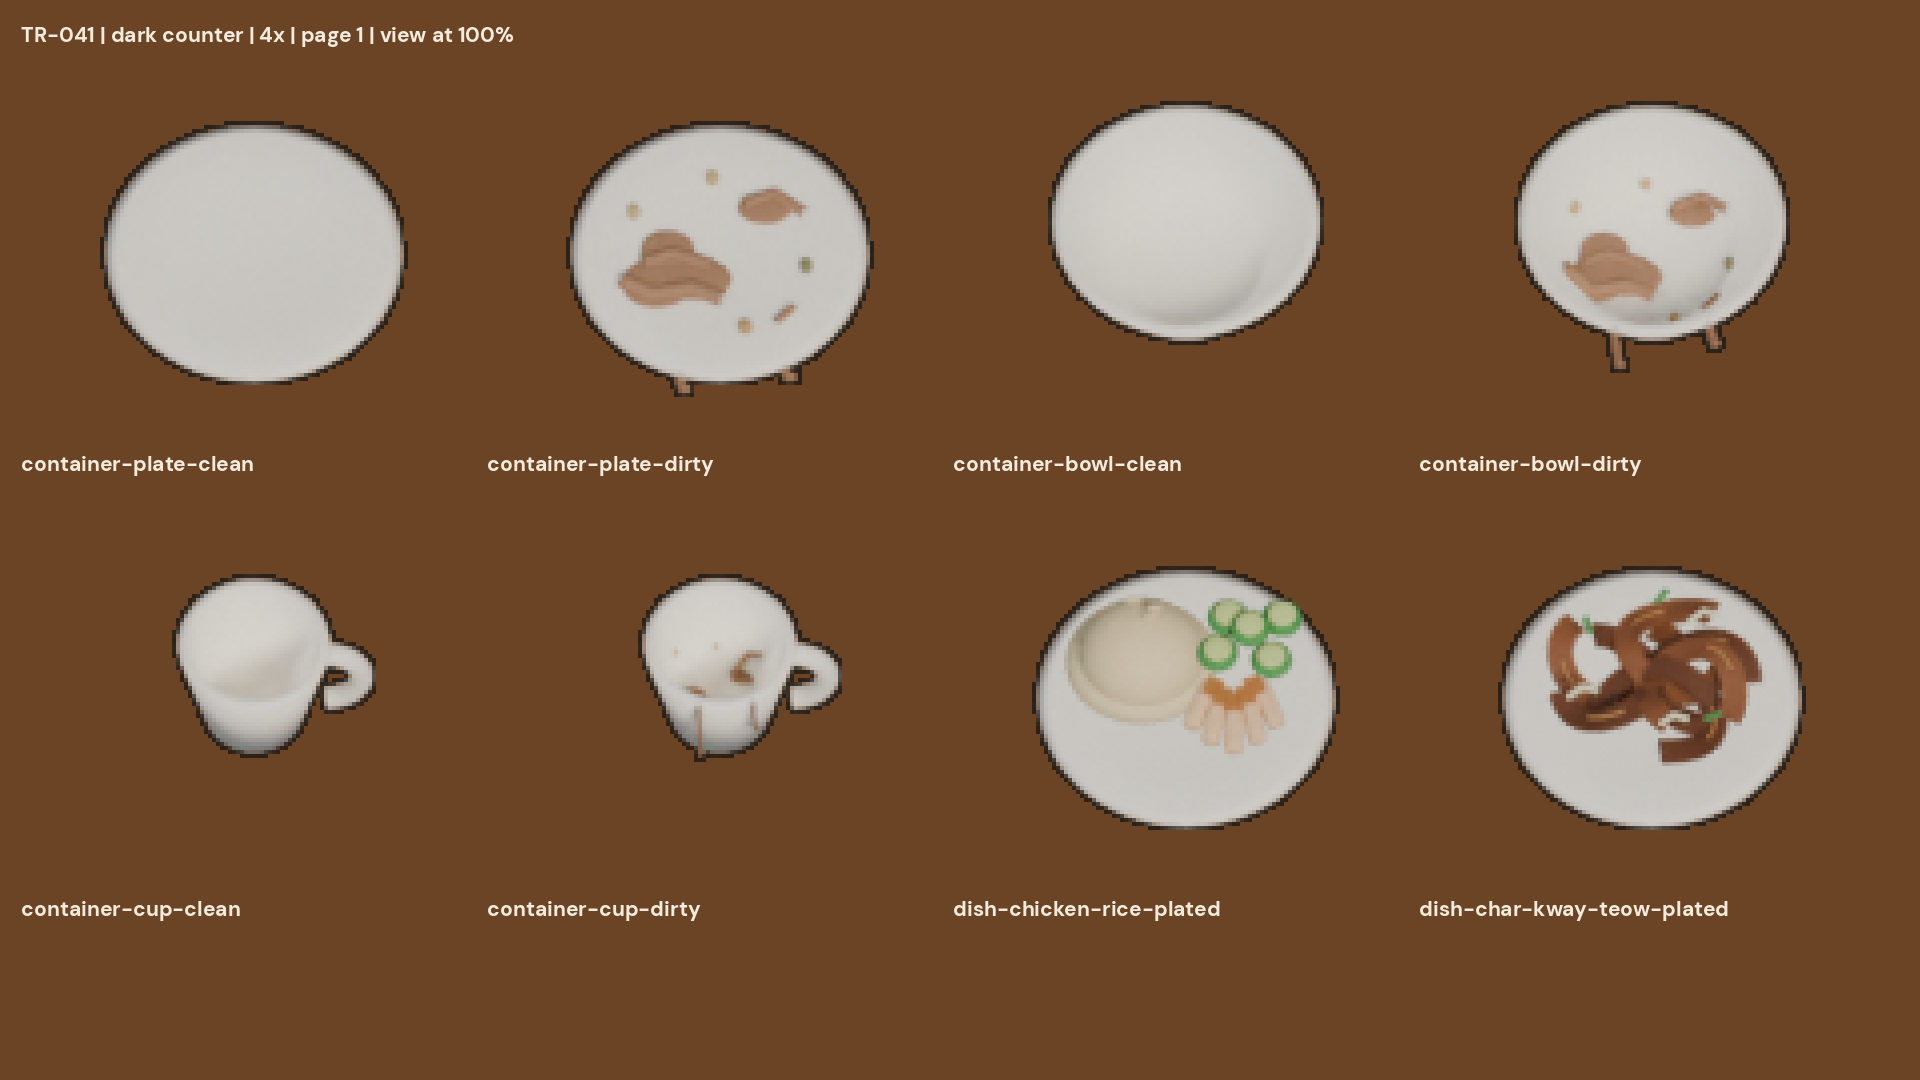 TR-041 | dark counter | 4x | page 1 | view at 100%
container-plate-clean
container-plate-dirty
container-bowl-clean
container-bowl-dirty
container-cup-clean
container-cup-dirty
dish-chicken-rice-plated
dish-char-kway-teow-plated